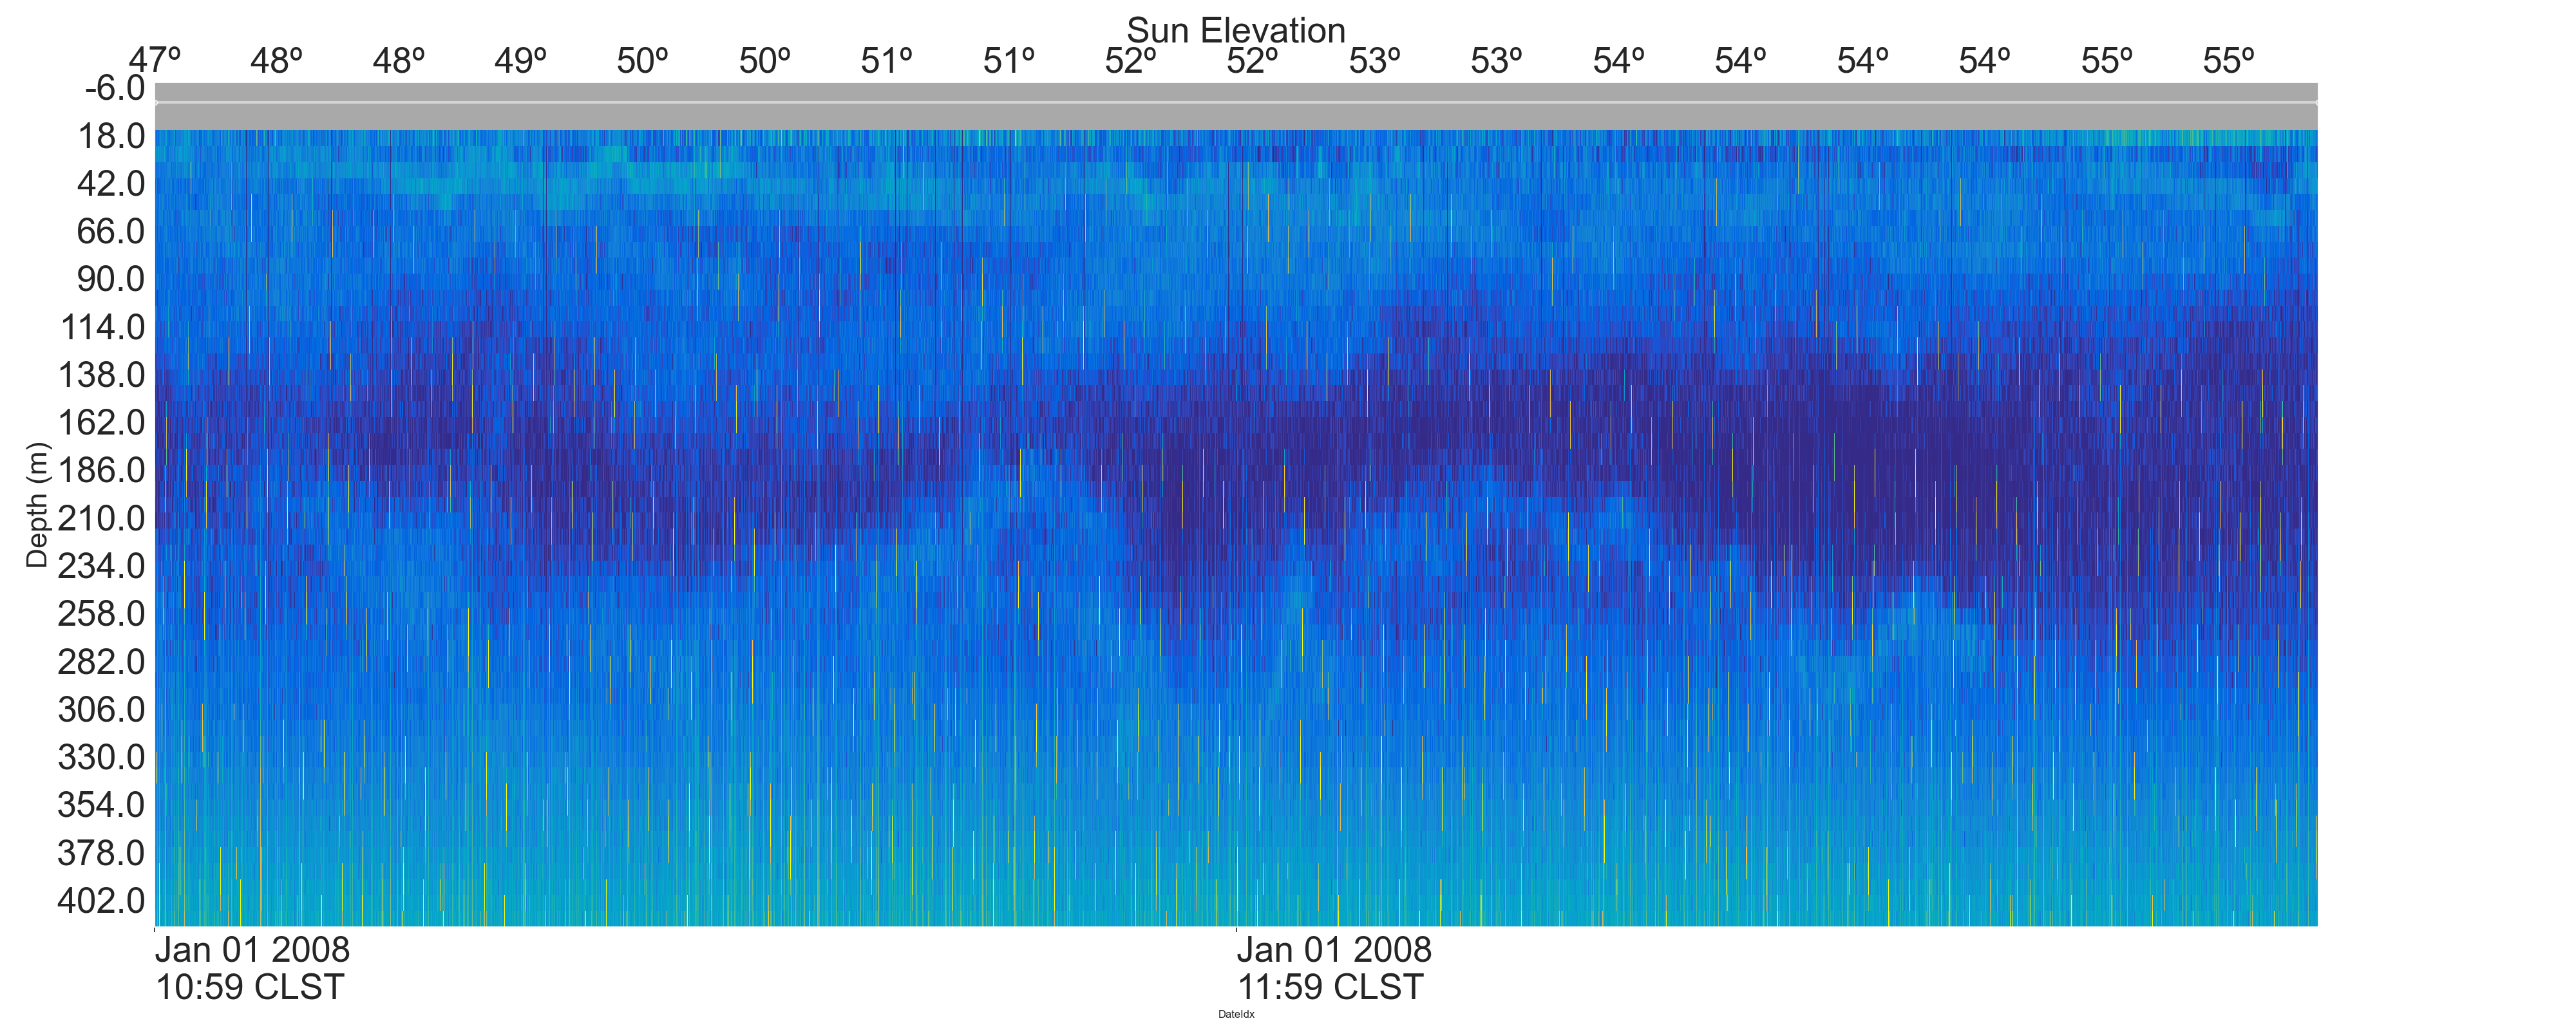 Sun Elevation
47º 48º 48º 49º 50º 50º 51º 51º 52º 52º 53º 53º 54º 54º 54º 54º 55º 55º
-6.0
18.0
42.0
66.0
90.0
114.0
138.0
162.0
186.0
210.0
234.0
258.0
282.0
306.0
330.0
354.0
378.0
402.0
Depth (m)
Jan 01 2008
10:59 CLST
Jan 01 2008
11:59 CLST
DateIdx